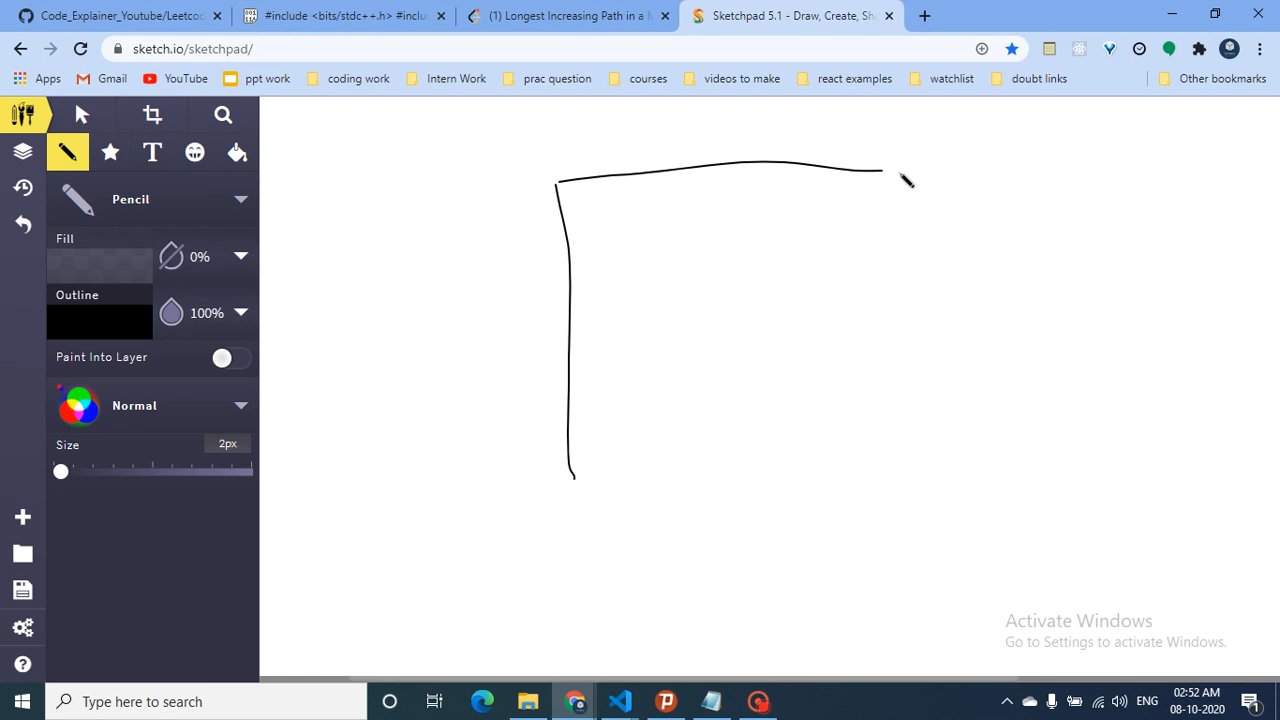 Code_Explainer_Youtube/Leetcod
#include <bits/stdc++.h> #inclu
(1) Longest Increasing Path in a M
Sketchpad 5.1 - Draw, Create, Sha
sketch.io/sketchpad/
Apps
Gmail
YouTube
ppt work
coding work
Intern Work
prac question
courses
videos to make
react examples
watchlist
doubt links
Other bookmarks
T
Pencil
Fill
0%
Outline
100%
Paint Into Layer
Normal
Size
2px
Activate Windows
Go to Settings to activate Windows.
Type here to search
ENG
02:52 AM
08-10-2020
1